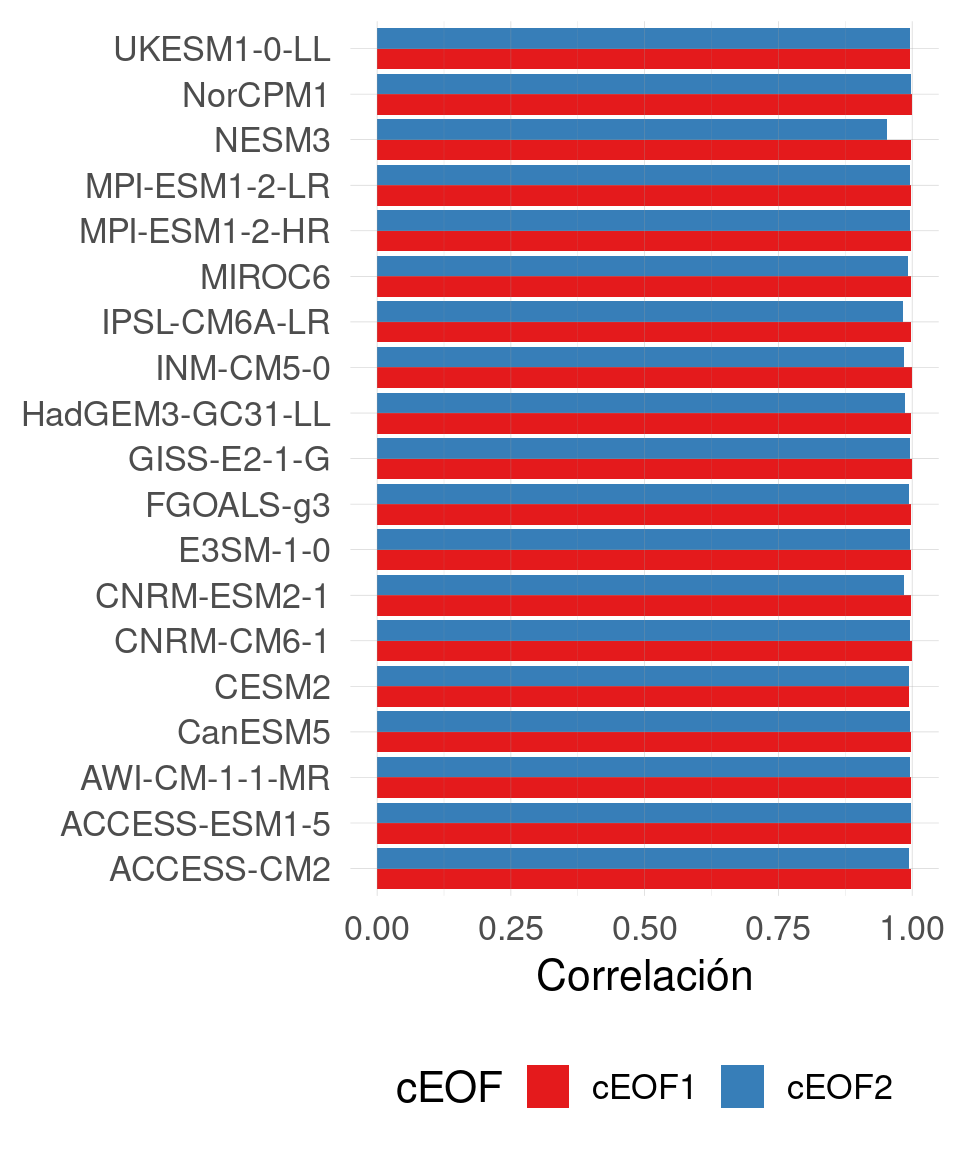 UKESM1-0-LL
NorCPM1
NESM3
MPI-ESM1-2-LR
MPI-ESM1-2-HR
MIROC6
IPSL-CM6A-LR
INM-CM5-0
HadGEM3-GC31-LL
GISS-E2-1-G
FGOALS-g3
E3SM-1-0
CNRM-ESM2-1
CNRM-CM6-1
CESM2
CanESM5
AWI-CM-1-1-MR
ACCESS-ESM1-5
ACCESS-CM2
0.00 0.25 0.50 0.75 1.00
Correlación
cEOF cEOF1 cEOF2